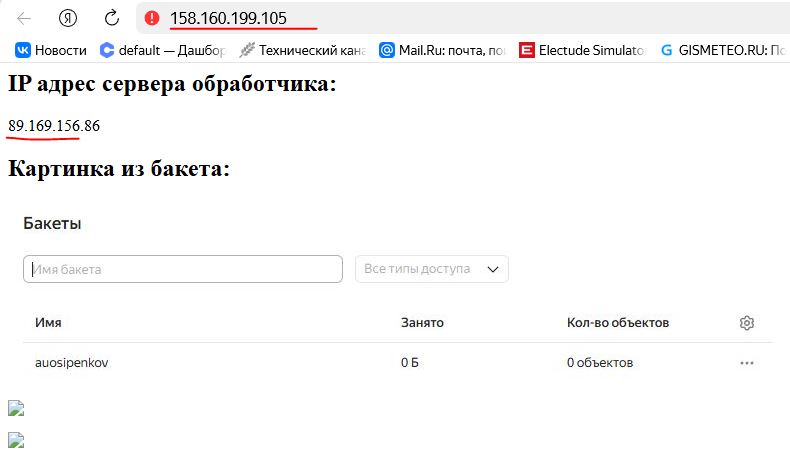 158.160.199.105
Новости default — Дашбор Технический кана Mail.Ru: почта, по Electude Simulato GISMETEO.RU: По
IP адрес сервера обработчика:
89.169.156.86
Картинка из бакета:
Бакеты
Имя бакета Все типы доступа
Имя Занято Кол-во объектов
auosipenkov 0 Б 0 объектов